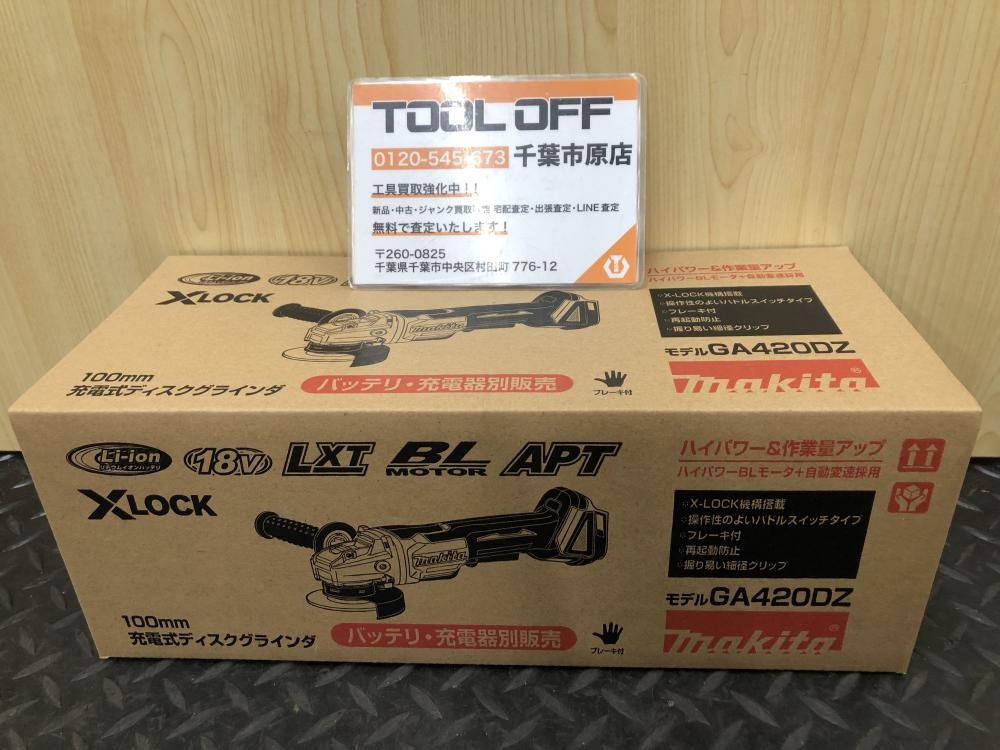 TOOL OFF
0120-545-673 千葉市原店
工具買取強化中！！
新品・中古・ジャンク買取 宅配査定・出張査定・LINE査定
無料で査定いたします！
〒260-0825
千葉県千葉市中央区村田町 776-12
Li-ion
18V
X LOCK
100mm
充電式ディスクグラインダ
バッテリ・充電器別販売
ブレーキ付
ハイパワー&作業量アップ
ハイパワーBLモータ+自動変速採用
・X-LOCK機構搭載
・操作性のよいパドルスイッチタイプ
・ブレーキ付
・再起動防止
・握り易い細径グリップ
モデルGA420DZ
makita®
makita
Li-ion
リチウムイオンバッテリ
18V
LXT
BL
MOTOR
APT
X LOCK
makita
100mm
充電式ディスクグラインダ
バッテリ・充電器別販売
ブレーキ付
ハイパワー&作業量アップ
ハイパワーBLモータ+自動変速採用
・X-LOCK機構搭載
・操作性のよいパドルスイッチタイプ
・ブレーキ付
・再起動防止
・握り易い細径グリップ
モデルGA420DZ
makita®